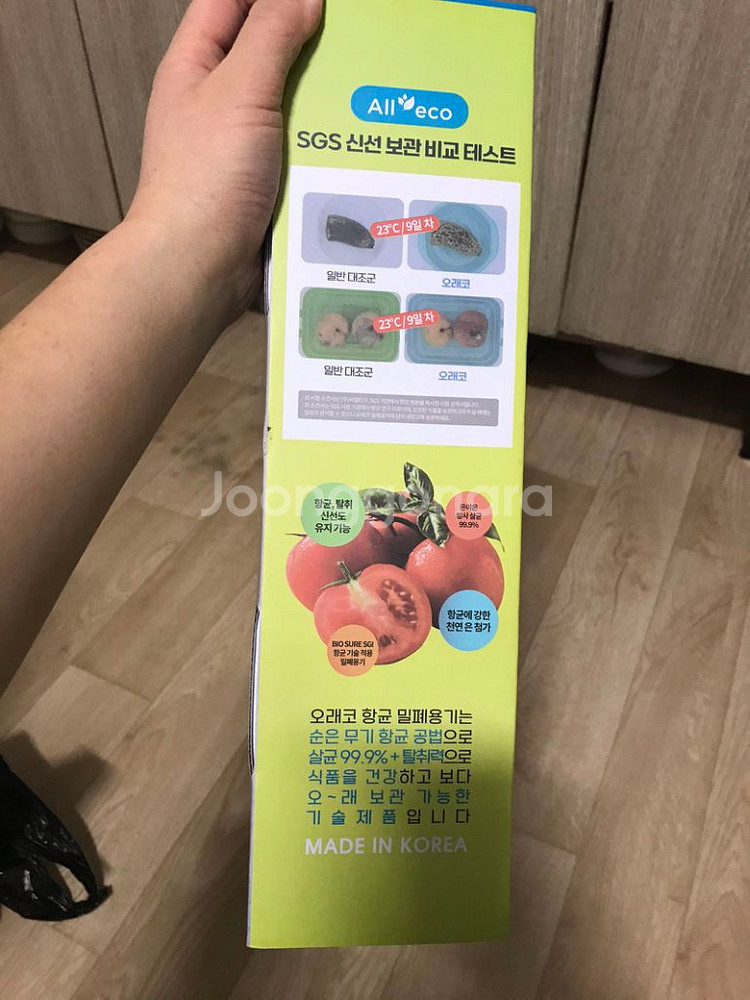 All eco
SGS 신선 보관 비교 테스트
23°C / 9일 차
일반 대조군
오래코
23°C / 9일 차
일반 대조군
오래코
Joonggonara
항균, 탈취
신선도
유지 기능
99.9%
항균에 강한
천연 은 첨가
BIO SURE SGI
항균 기술 적용
밀폐용기
오래코 항균 밀폐용기는
순은 무기 항균 공법으로
살균 99.9% + 탈취력으로
식품을 건강하고 보다
오~래 보관 가능한
기술제품입니다
MADE IN KOREA